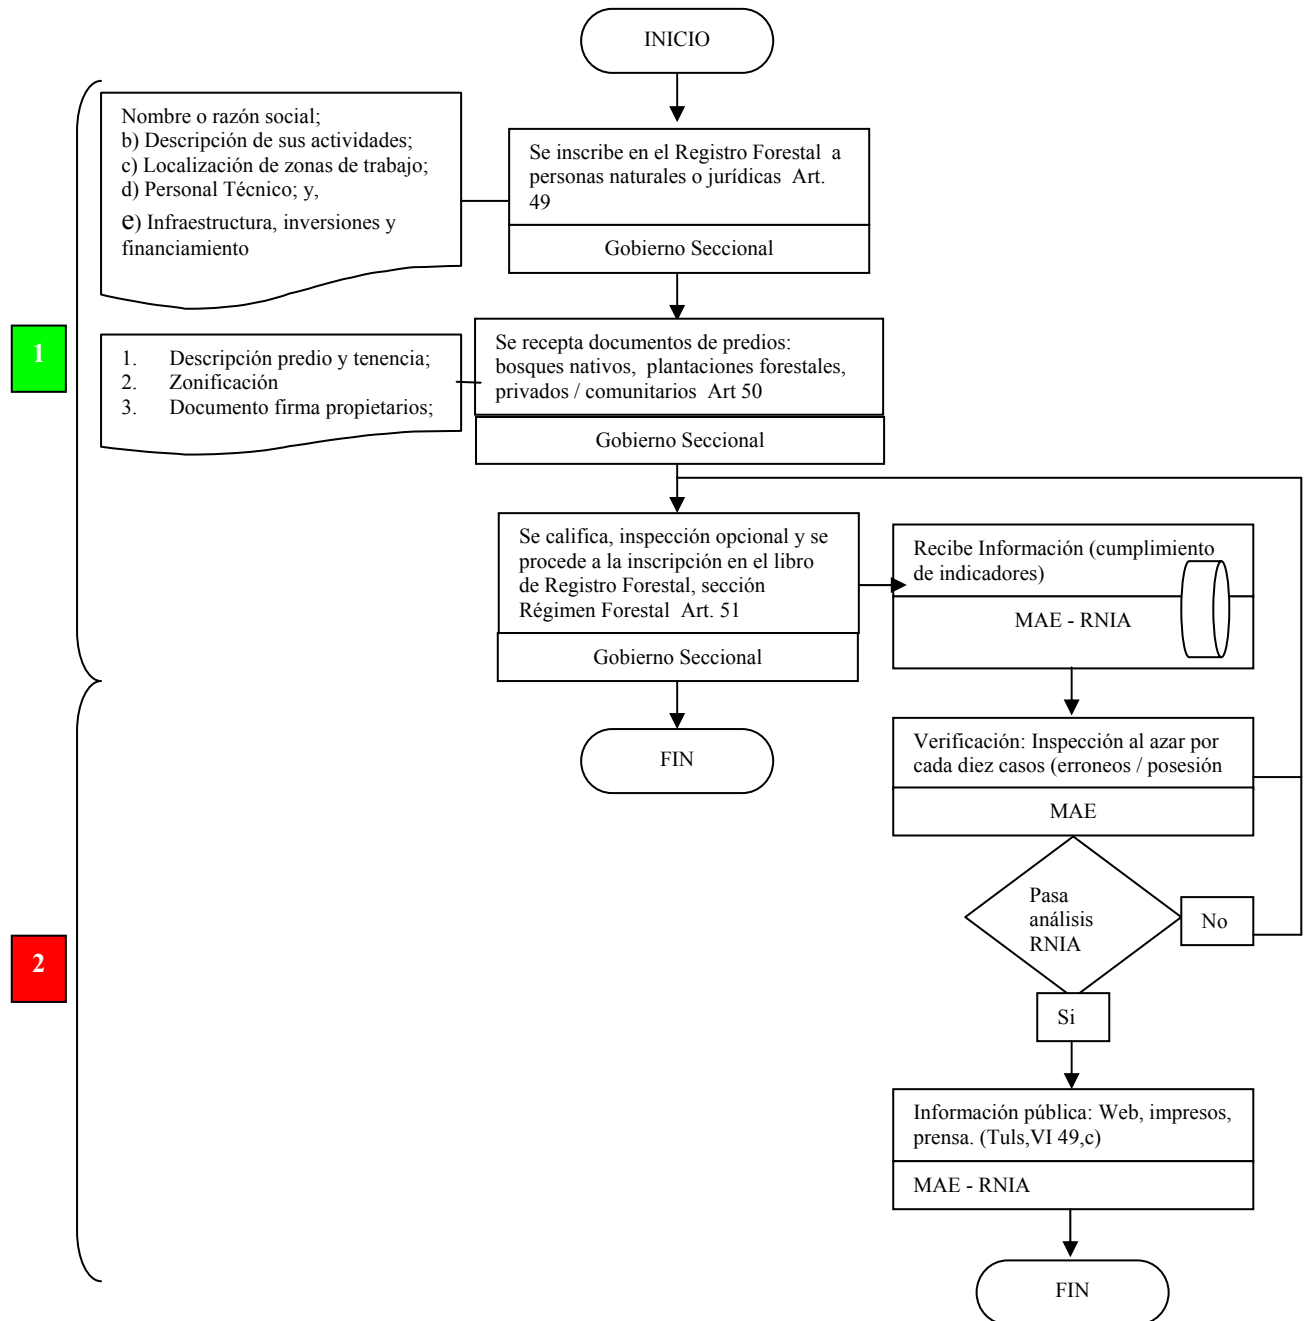 INICIO
Nombre o razón social;
b) Descripción de sus actividades;
c) Localización de zonas de trabajo;
d) Personal Técnico; y,
e) Infraestructura, inversiones y
financiamiento
Se inscribe en el Registro Forestal a
personas naturales o jurídicas Art.
49
Gobierno Seccional
1
1. Descripción predio y tenencia;
2. Zonificación
3. Documento firma propietarios;
Se recepta documentos de predios:
bosques nativos, plantaciones forestales,
privados / comunitarios Art 50
Gobierno Seccional
Se califica, inspección opcional y se
procede a la inscripción en el libro
de Registro Forestal, sección
Régimen Forestal Art. 51
Gobierno Seccional
Recibe Información (cumplimiento
de indicadores)
MAE - RNIA
FIN
Verificación: Inspección al azar por
cada diez casos (erroneos / posesión
MAE
2
Pasa
análisis
RNIA
No
Si
Información pública: Web, impresos,
prensa. (Tuls,VI 49,c)
MAE - RNIA
FIN